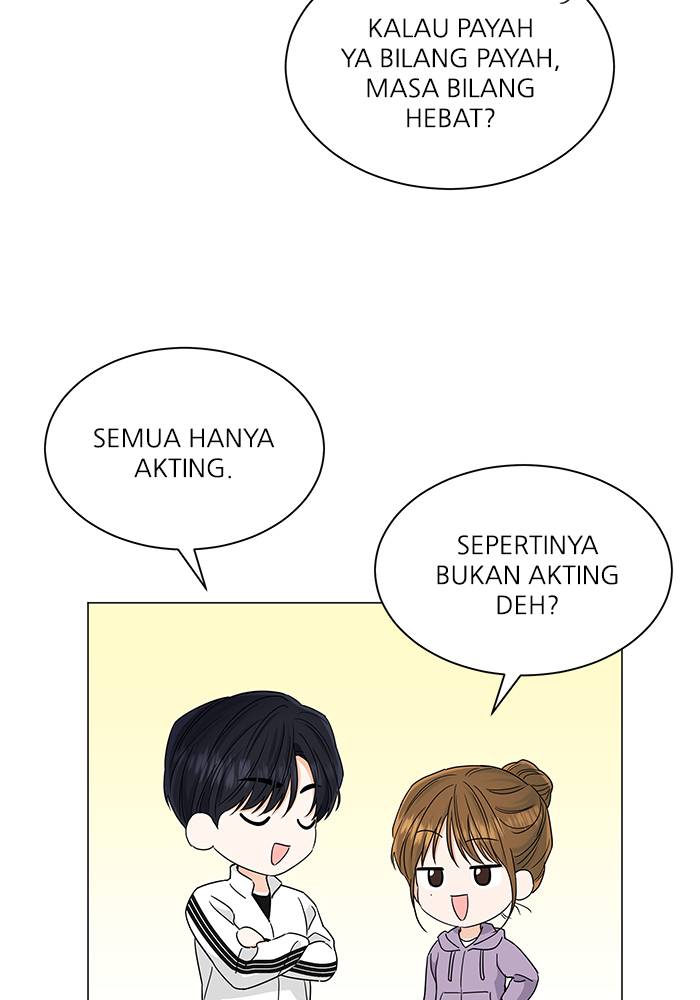 KALAU PAYAH
YA BILANG PAYAH,
MASA BILANG
HEBAT?
SEMUA HANYA
AKTING.
SEPERTINYA
BUKAN AKTING
DEH?